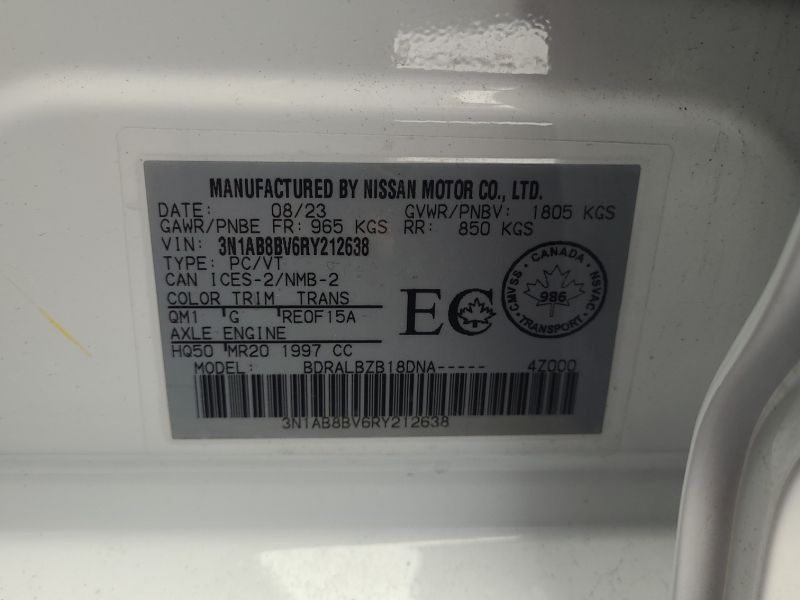 MANUFACTURED BY NISSAN MOTOR CO., LTD.
DATE: 08/23 GVWR/PNBV: 1805 KGS
GAWR/PNBE FR: 965 KGS RR: 850 KGS
VIN: 3N1AB8BV6RY212638
TYPE: PC/VT
CAN ICES-2/NMB-2
COLOR TRIM TRANS
QM1 G RE0F15A
AXLE ENGINE
HQ50 MR20 1997 CC
MODEL: BDRALBZB18DNA----- 4Z000
EC
CANADA
CMVSS
NSVAC
986
TRANSPORT
3N1AB8BV6RY212638